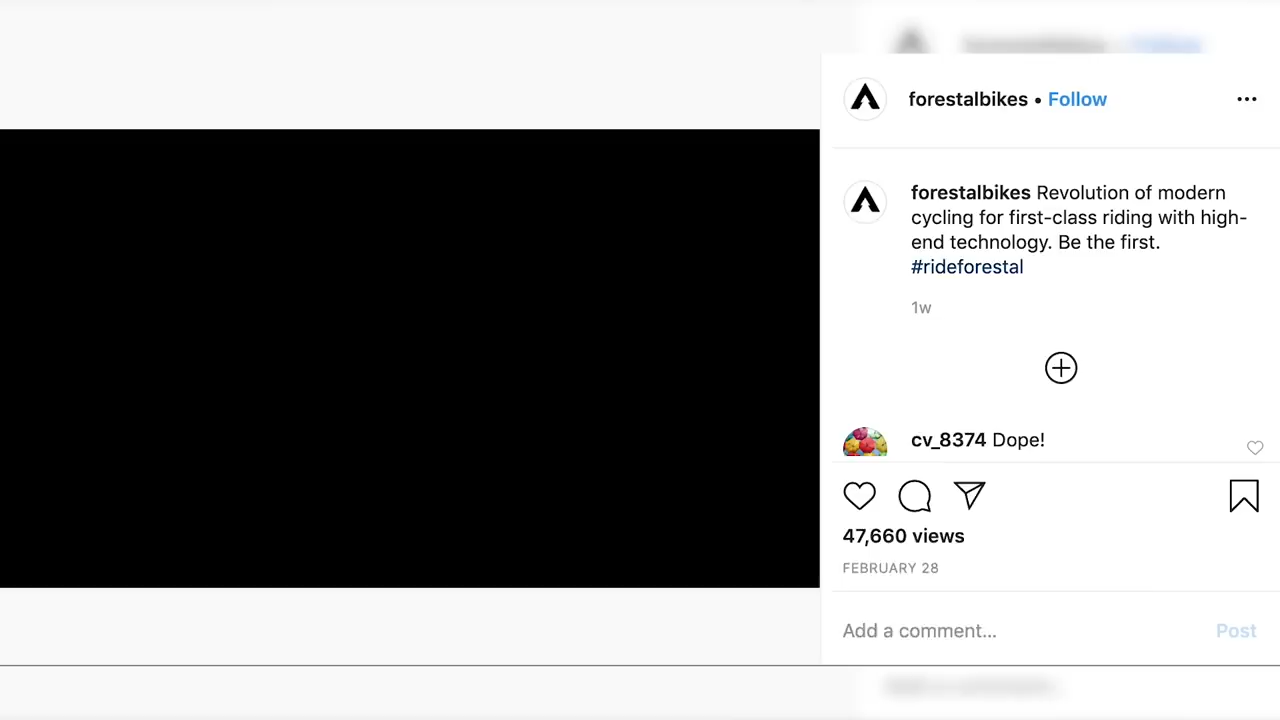 forestalbikes • Follow
forestalbikes Revolution of modern
cycling for first-class riding with high-
end technology. Be the first.
#rideforestal
1w
cv_8374 Dope!
47,660 views
FEBRUARY 28
Add a comment...
Post